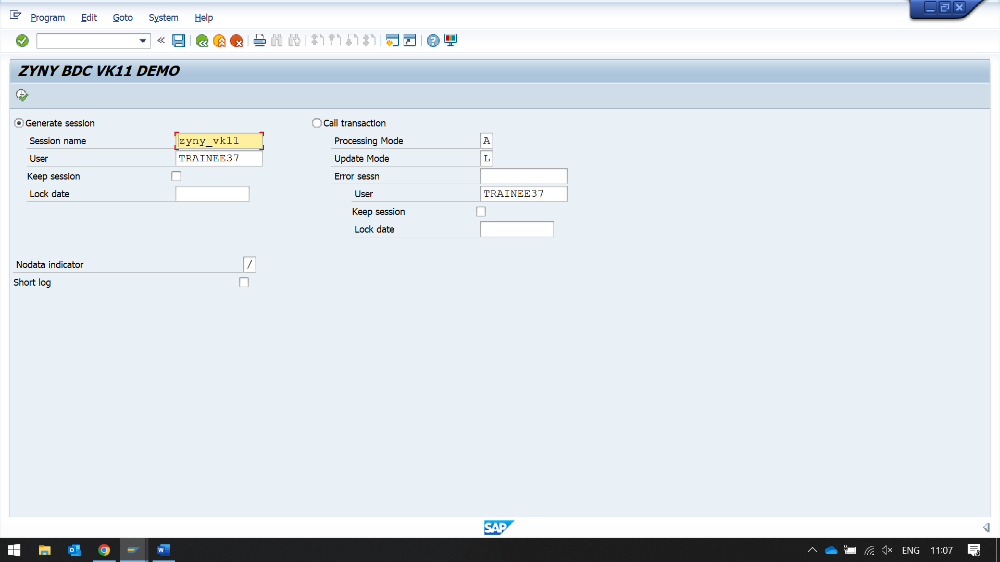 Program Edit Goto System Help
ZYNY BDC VK11 DEMO
Generate session
Call transaction
Session name zyny_vk11
Processing Mode A
User TRAINEE37
Update Mode L
Keep session
Error sessn
Lock date
User TRAINEE37
Keep session
Lock date
Nodata indicator /
Short log
SAP
ENG 11:07